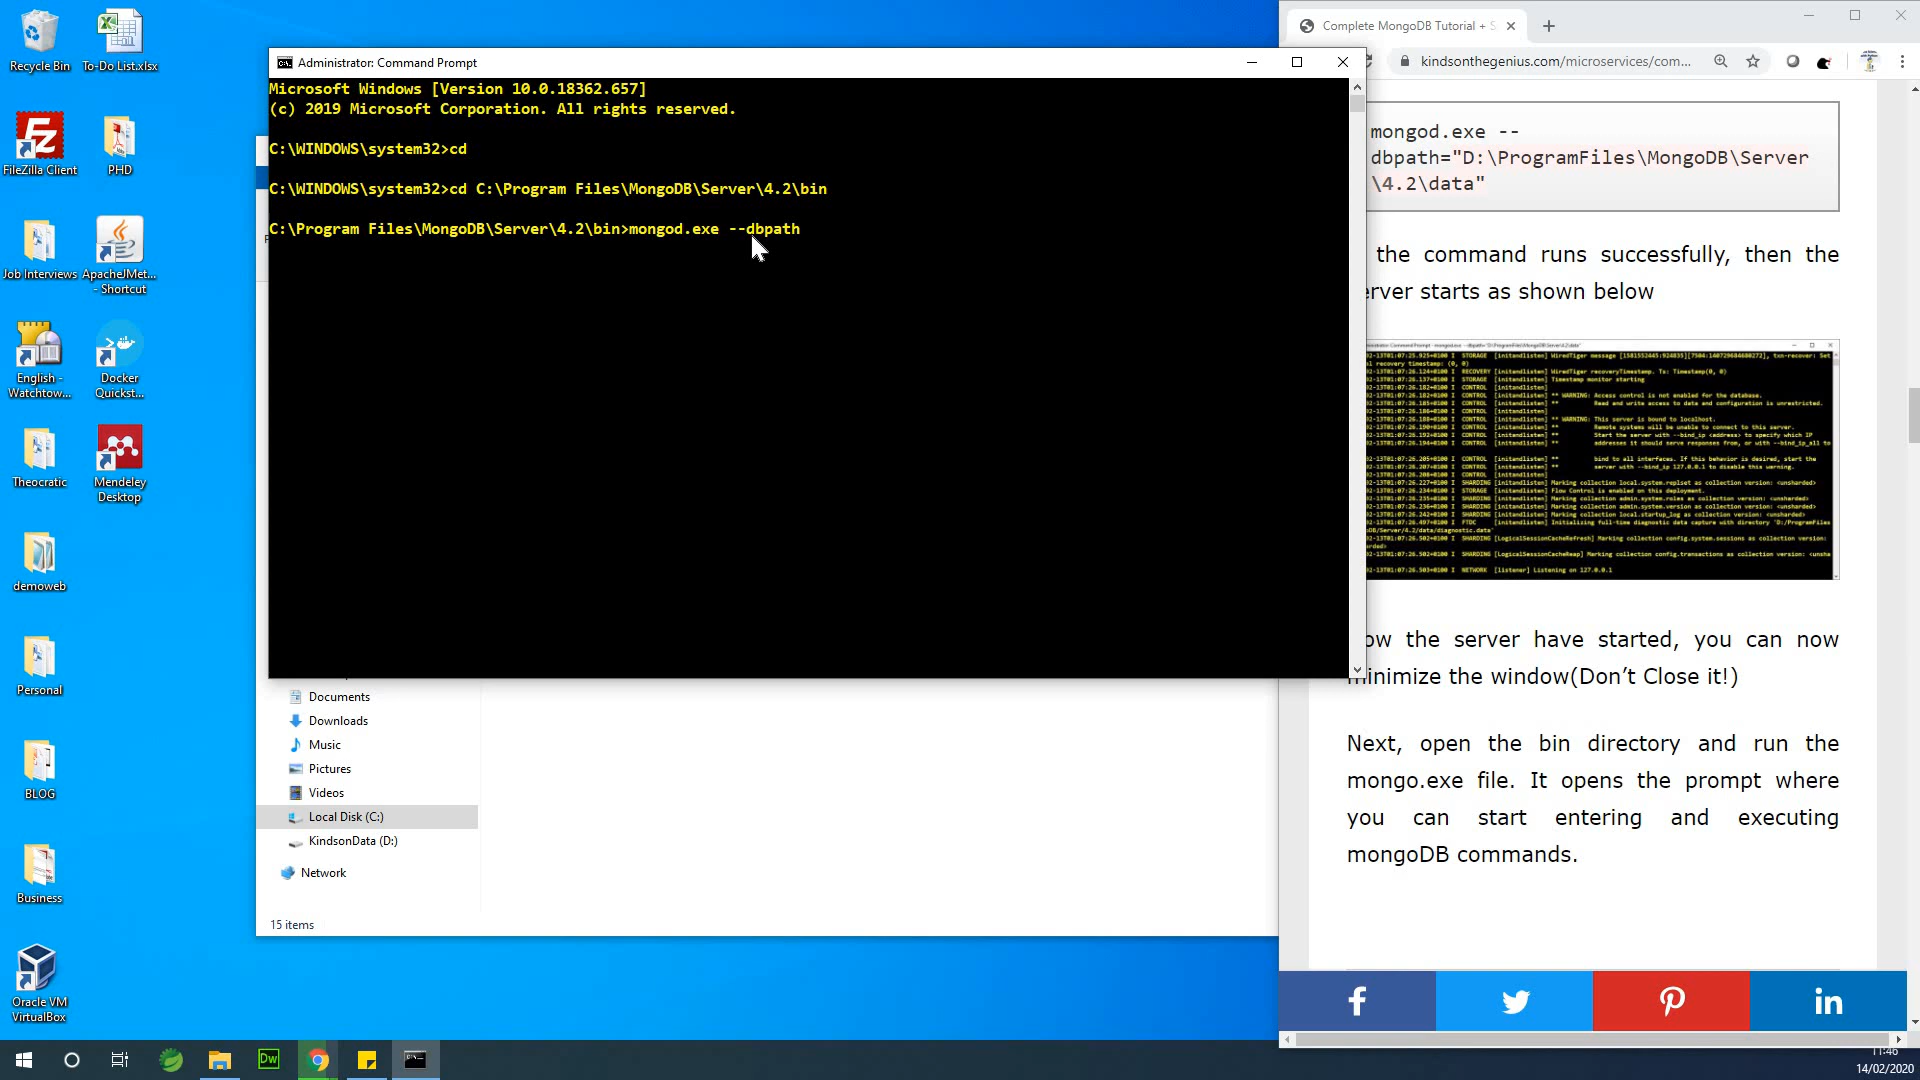 Recycle Bin
To-Do List.xlsx
FileZilla Client
PHD
Job Interviews
ApacheJMet... - Shortcut
English - Watchtow...
Docker Quickst...
Theocratic
Mendeley Desktop
demoweb
Personal
BLOG
Business
Oracle VM VirtualBox
Administrator: Command Prompt
Microsoft Windows [Version 10.0.18362.657]
(c) 2019 Microsoft Corporation. All rights reserved.
C:\WINDOWS\system32>cd
C:\WINDOWS\system32>cd C:\Program Files\MongoDB\Server\4.2\bin
C:\Program Files\MongoDB\Server\4.2\bin>mongod.exe --dbpath
Documents
Downloads
Music
Pictures
Videos
Local Disk (C:)
KindsonData (D:)
Network
15 items
Complete MongoDB Tutorial + S
kindsonthegenius.com/microservices/com...
mongod.exe --
dbpath="D:\ProgramFiles\MongoDB\Server
\4.2\data"
the command runs successfully, then the
erver starts as shown below
ow the server have started, you can now
minimize the window(Don't Close it!)
Next, open the bin directory and run the
mongo.exe file. It opens the prompt where
you can start entering and executing
mongoDB commands.
Dw
11:46
14/02/2020